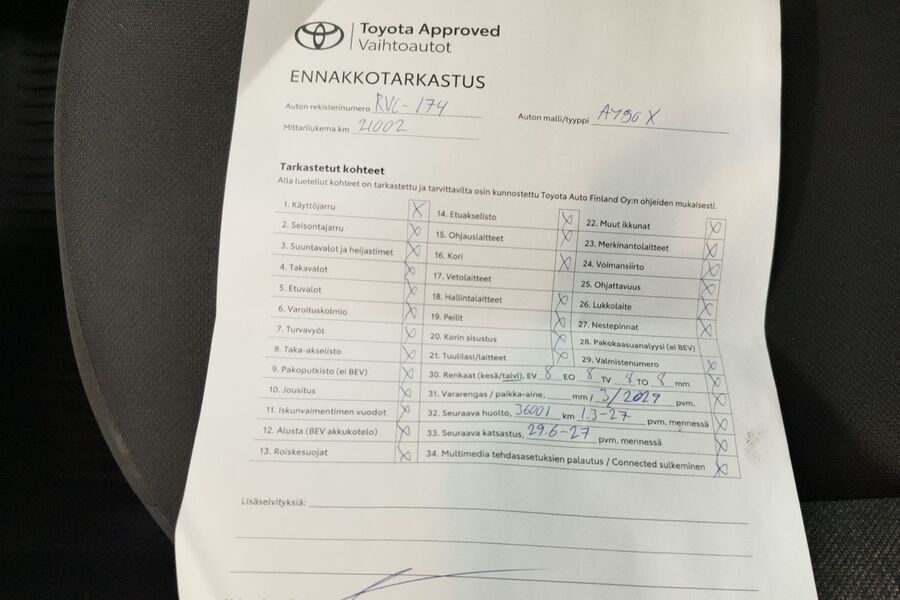 Toyota Approved
Vaihtoautot
ENNAKKOTARKASTUS
Auton rekisterinumero RVC-174
Auton malli/tyyppi A790X
Mittarilukema km 21002
Tarkastetut kohteet
Alla luetellut kohteet on tarkastettu ja tarvittavilta osin kunnostettu Toyota Auto Finland Oy:n ohjeiden mukaisesti.
1. Käyttöjarru X
2. Seisontajarru X
3. Suuntavalot ja heijastimet X
4. Takavalot X
5. Etuvalot X
6. Varoituskolmio X
7. Turvavyöt X
8. Taka-akselisto X
9. Pakoputkisto (ei BEV) X
10. Jousitus X
11. Iskunvaimentimen vuodot X
12. Alusta (BEV akkukotelo) X
13. Roiskesuojat X
14. Etuakselisto X
15. Ohjauslaitteet X
16. Kori X
17. Vetolaitteet
18. Hallintalaitteet X
19. Peilit X
20. Korin sisustus X
21. Tuulilasi/laitteet X
22. Muut ikkunat X
23. Merkinantolaitteet X
24. Voimansiirto X
25. Ohjattavuus X
26. Lukkolaite X
27. Nestepinnat X
28. Pakokaasuanalyysi (ei BEV)
29. Valmistenumero X
30. Renkaat (kesä/talvi), EV 8 EO 8 TV 8 TO 8 mm X
31. Vararengas / paikka-aine, mm / 3/2029 pvm. X
32. Seuraava huolto, 36001 km 1.3-27 pvm. mennessä X
33. Seuraava katsastus, 29.6-27 pvm. mennessä X
34. Multimedia tehdasasetuksien palautus / Connected sulkeminen X
Lisäselvityksiä: